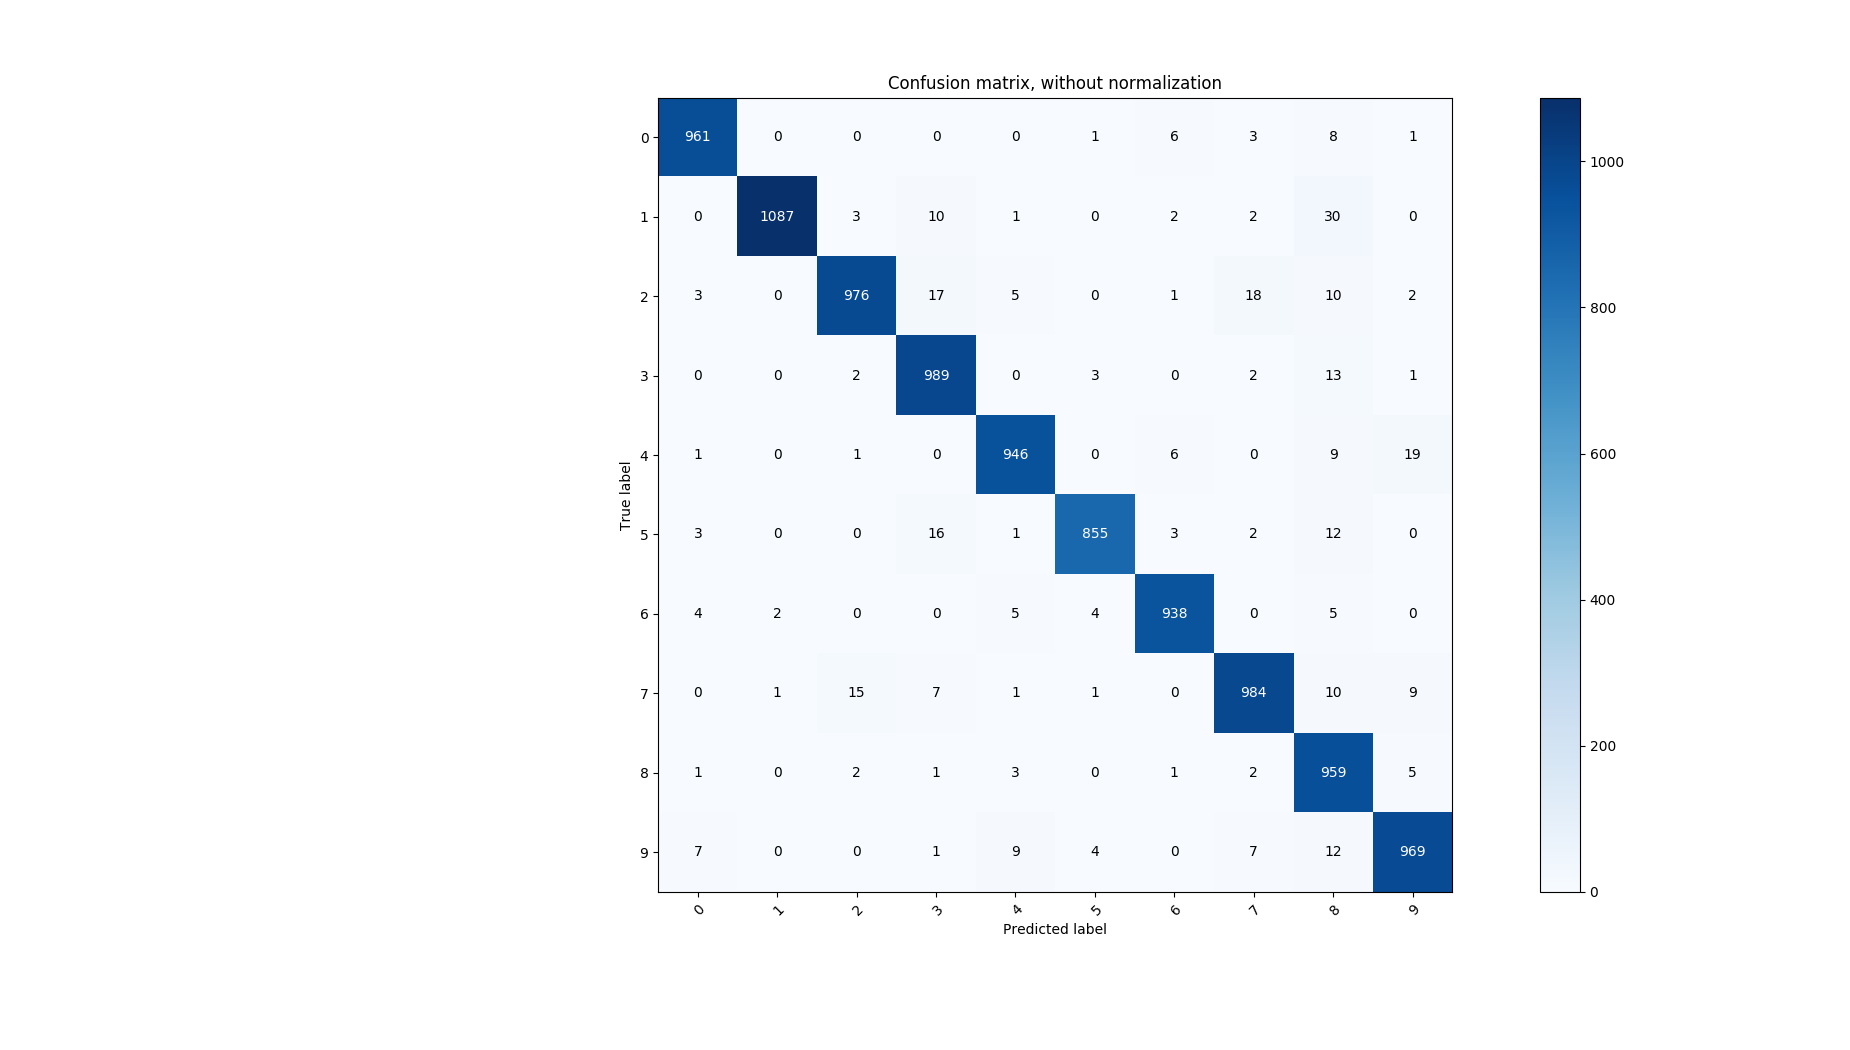 Confusion matrix, without normalization
0 961 0 0 0 0 1 6 3 8 1
1 0 1087 3 10 1 0 2 2 30 0
2 3 0 976 17 5 0 1 18 10 2
3 0 0 2 989 0 3 0 2 13 1
4 1 0 1 0 946 0 6 0 9 19
5 3 0 0 16 1 855 3 2 12 0
6 4 2 0 0 5 4 938 0 5 0
7 0 1 15 7 1 1 0 984 10 9
8 1 0 2 1 3 0 1 2 959 5
9 7 0 0 1 9 4 0 7 12 969
0 1 2 3 4 5 6 7 8 9
True label
Predicted label
1000
800
600
400
200
0